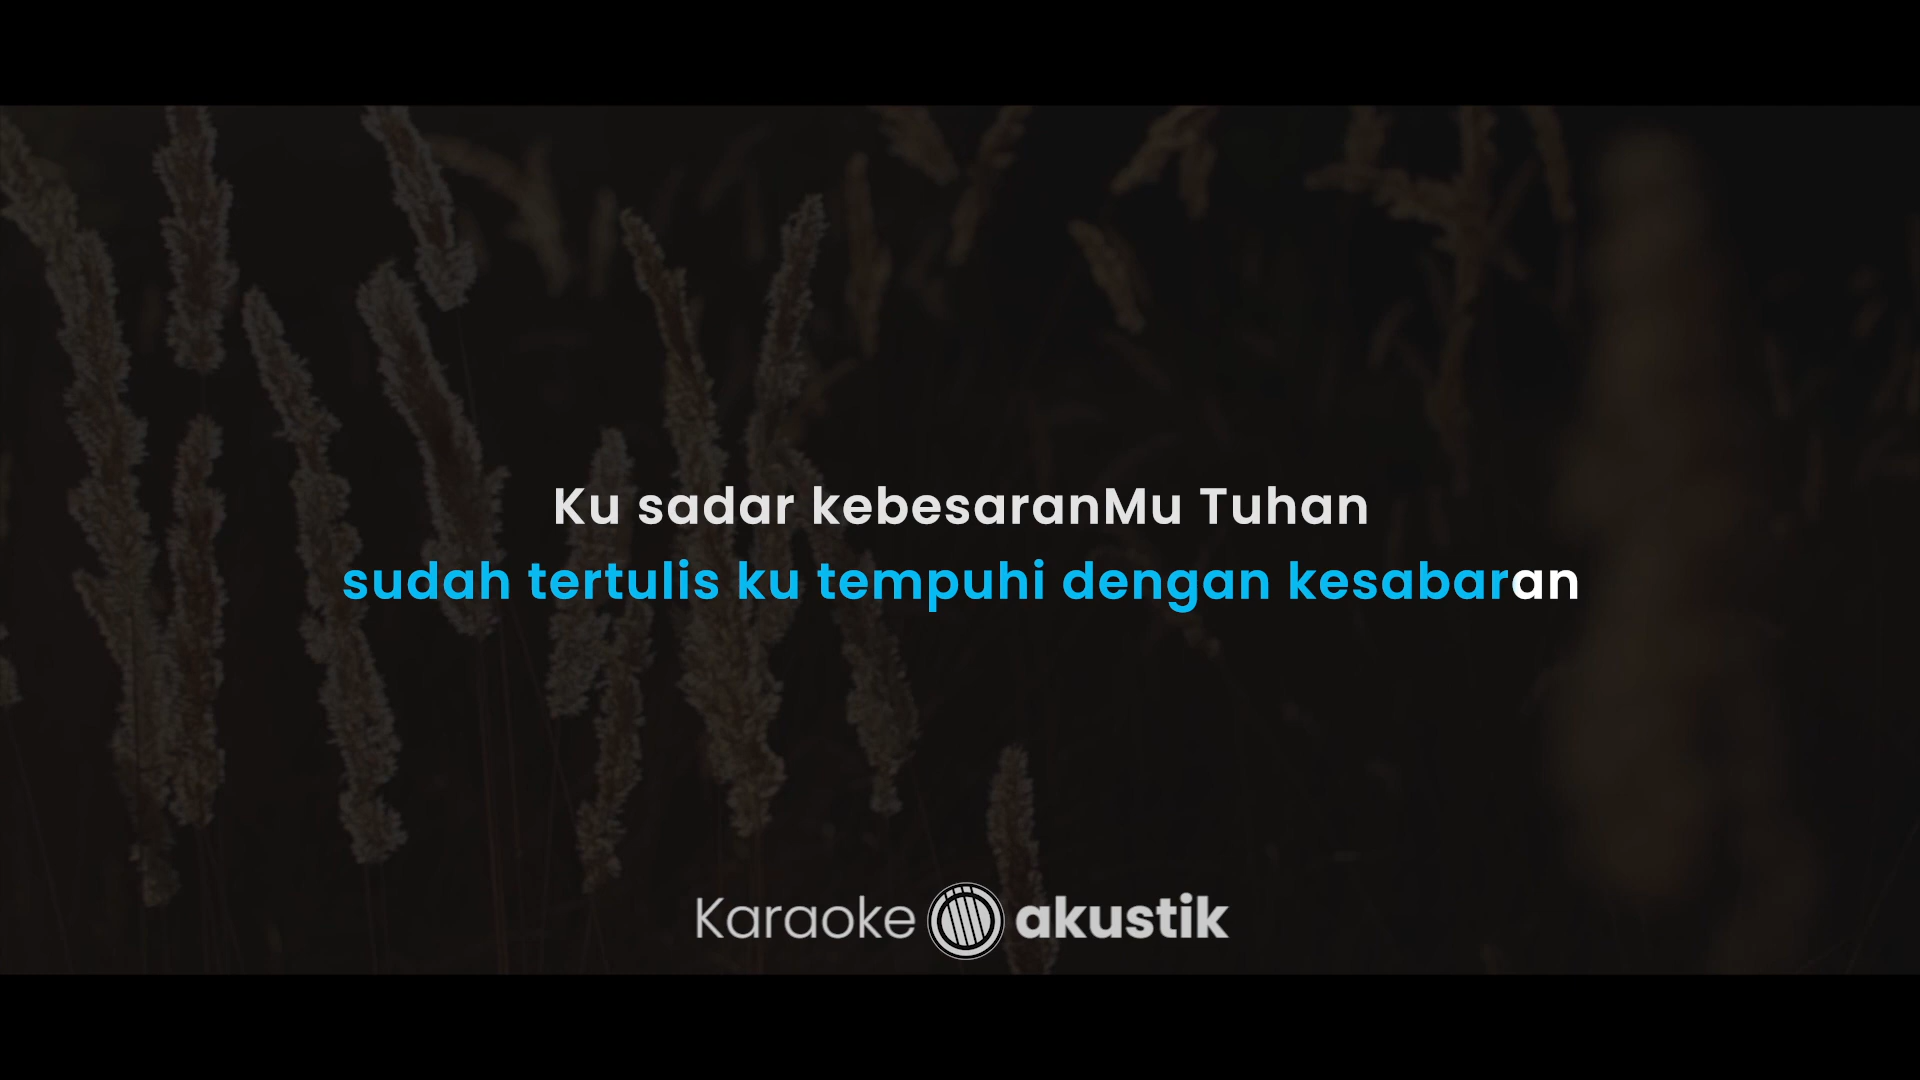 Ku sadar kebesaranMu Tuhan
sudah tertulis ku tempuhi dengan kesabaran
Karaoke akustik